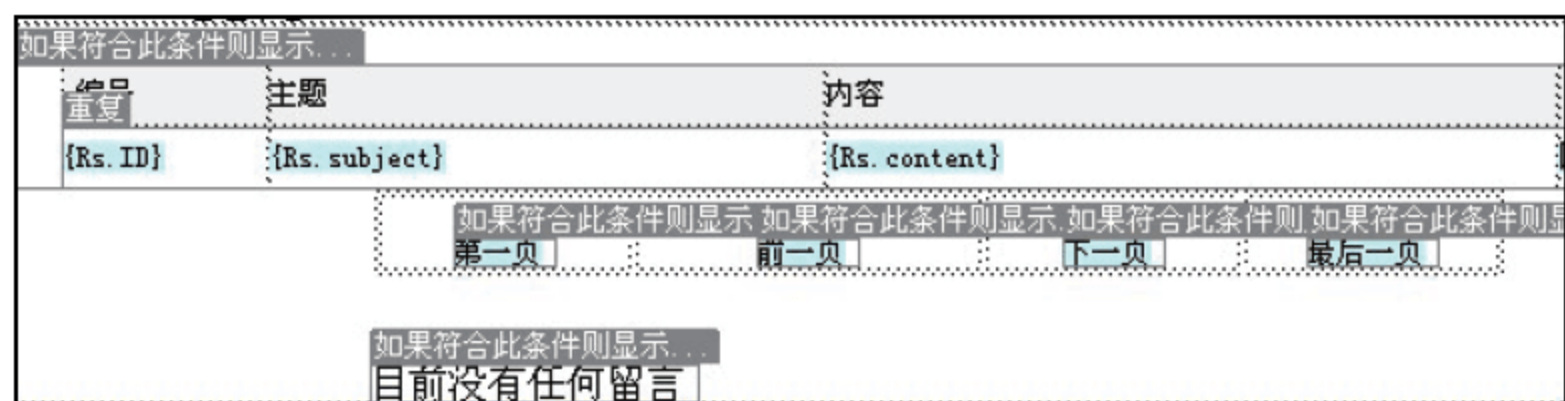 如果符合此条件则显示...
编号 主题 内容
重复
{Rs.ID} {Rs.subject} {Rs.content}
如果符合此条件则显示 如果符合此条件则显示.如果符合此条件则.如果符合此条件则显
第一页 前一页 下一页 最后一页
如果符合此条件则显示...
目前没有任何留言